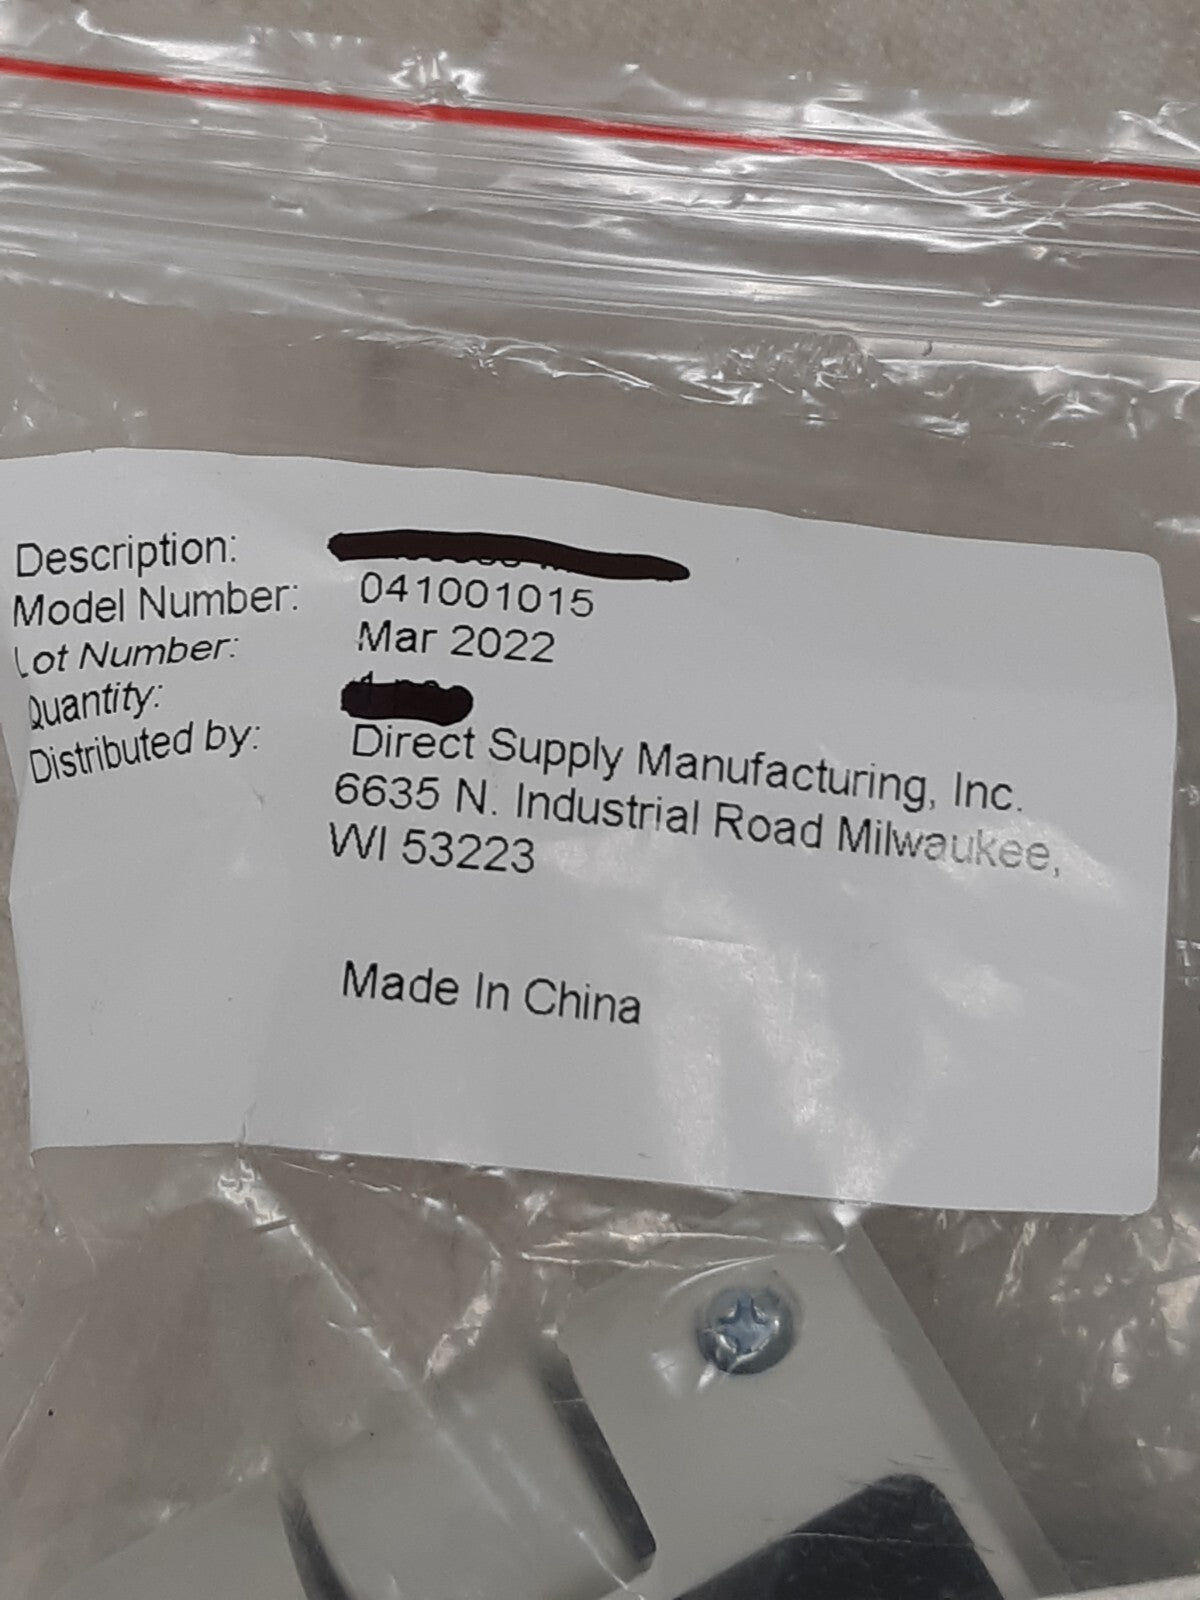 Description:
Model Number: 041001015
Lot Number: Mar 2022
Quantity:
Distributed by: Direct Supply Manufacturing, Inc.
6635 N. Industrial Road Milwaukee,
WI 53223
Made In China